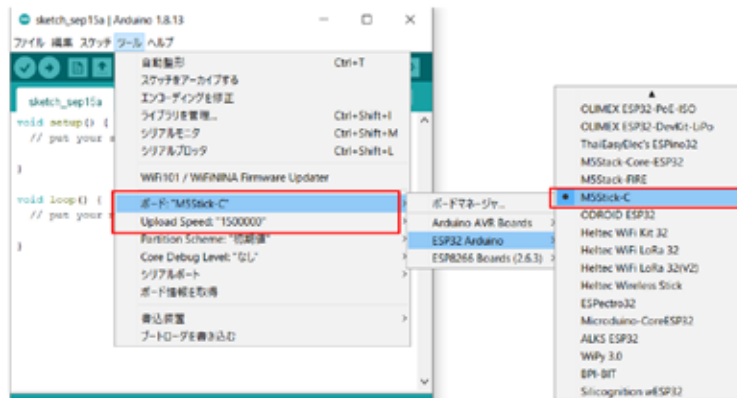 sketch_sep15a | Arduino 1.8.13
ファイル 編集 スケッチ ツール ヘルプ
sketch_sep15a
void setup() {
// put your s
}
void loop() {
// put your
}
自動整形 Ctrl+T
スケッチをアーカイブする
エンコーディングを修正
ライブラリを管理... Ctrl+Shift+I
シリアルモニタ Ctrl+Shift+M
シリアルプロッタ Ctrl+Shift+L
WiFi101 / WiFiNINA Firmware Updater
ボード: "M5Stick-C"
Upload Speed: "1500000"
Partition Scheme: "初期値"
Core Debug Level: "なし"
シリアルポート
ボード情報を取得
書込装置
ブートローダを書き込む
ボードマネージャ...
Arduino AVR Boards
ESP32 Arduino
ESP8266 Boards (2.6.3)
OLIMEX ESP32-PoE-ISO
OLIMEX ESP32-DevKit-LiPo
ThaiEasyElec's ESPino32
M5Stack-Core-ESP32
M5Stack-FIRE
M5Stick-C
ODROID ESP32
Heltec WiFi Kit 32
Heltec WiFi LoRa 32
Heltec WiFi LoRa 32(V2)
Heltec Wireless Stick
ESPectro32
Microduino-CoreESP32
ALKS ESP32
WiPy 3.0
BPI-BIT
Silicognition wESP32